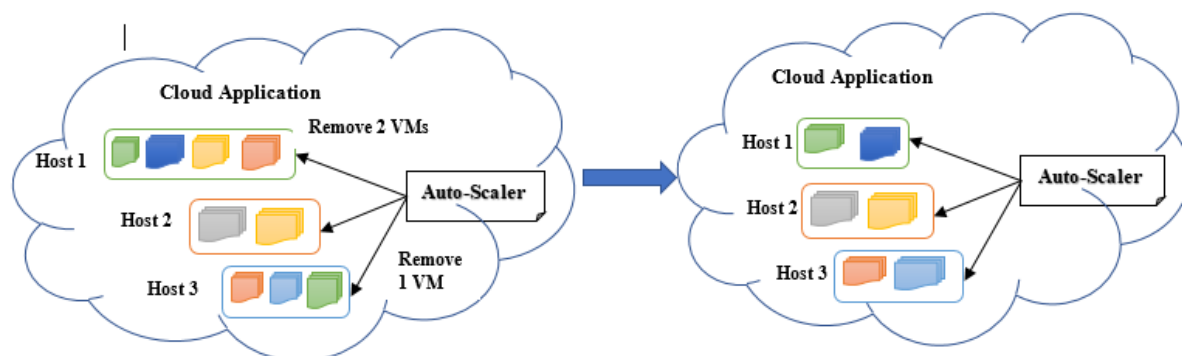 Cloud Application
Remove 2 VMs
Host 1
Auto-Scaler
Host 2
Host 3
Remove
1 VM
Cloud Application
Host 1
Auto-Scaler
Host 2
Host 3